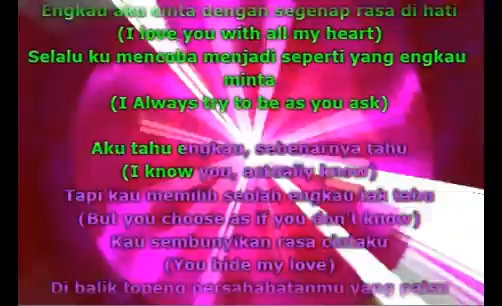 Engkau aku cinta dengan segenap rasa di hati
(I love you with all my heart)
Selalu ku mencoba menjadi seperti yang engkau
minta
(I Always try to be as you ask)
Aku tahu engkau, sebenarnya tahu
(I know you, actually know)
Tapi kau memilih seolah engkau tak tahu
(But you choose as if you don't know)
Kau sembunyikan rasa cintaku
(You hide my love)
Di balik topeng persahabatanmu yang palsu